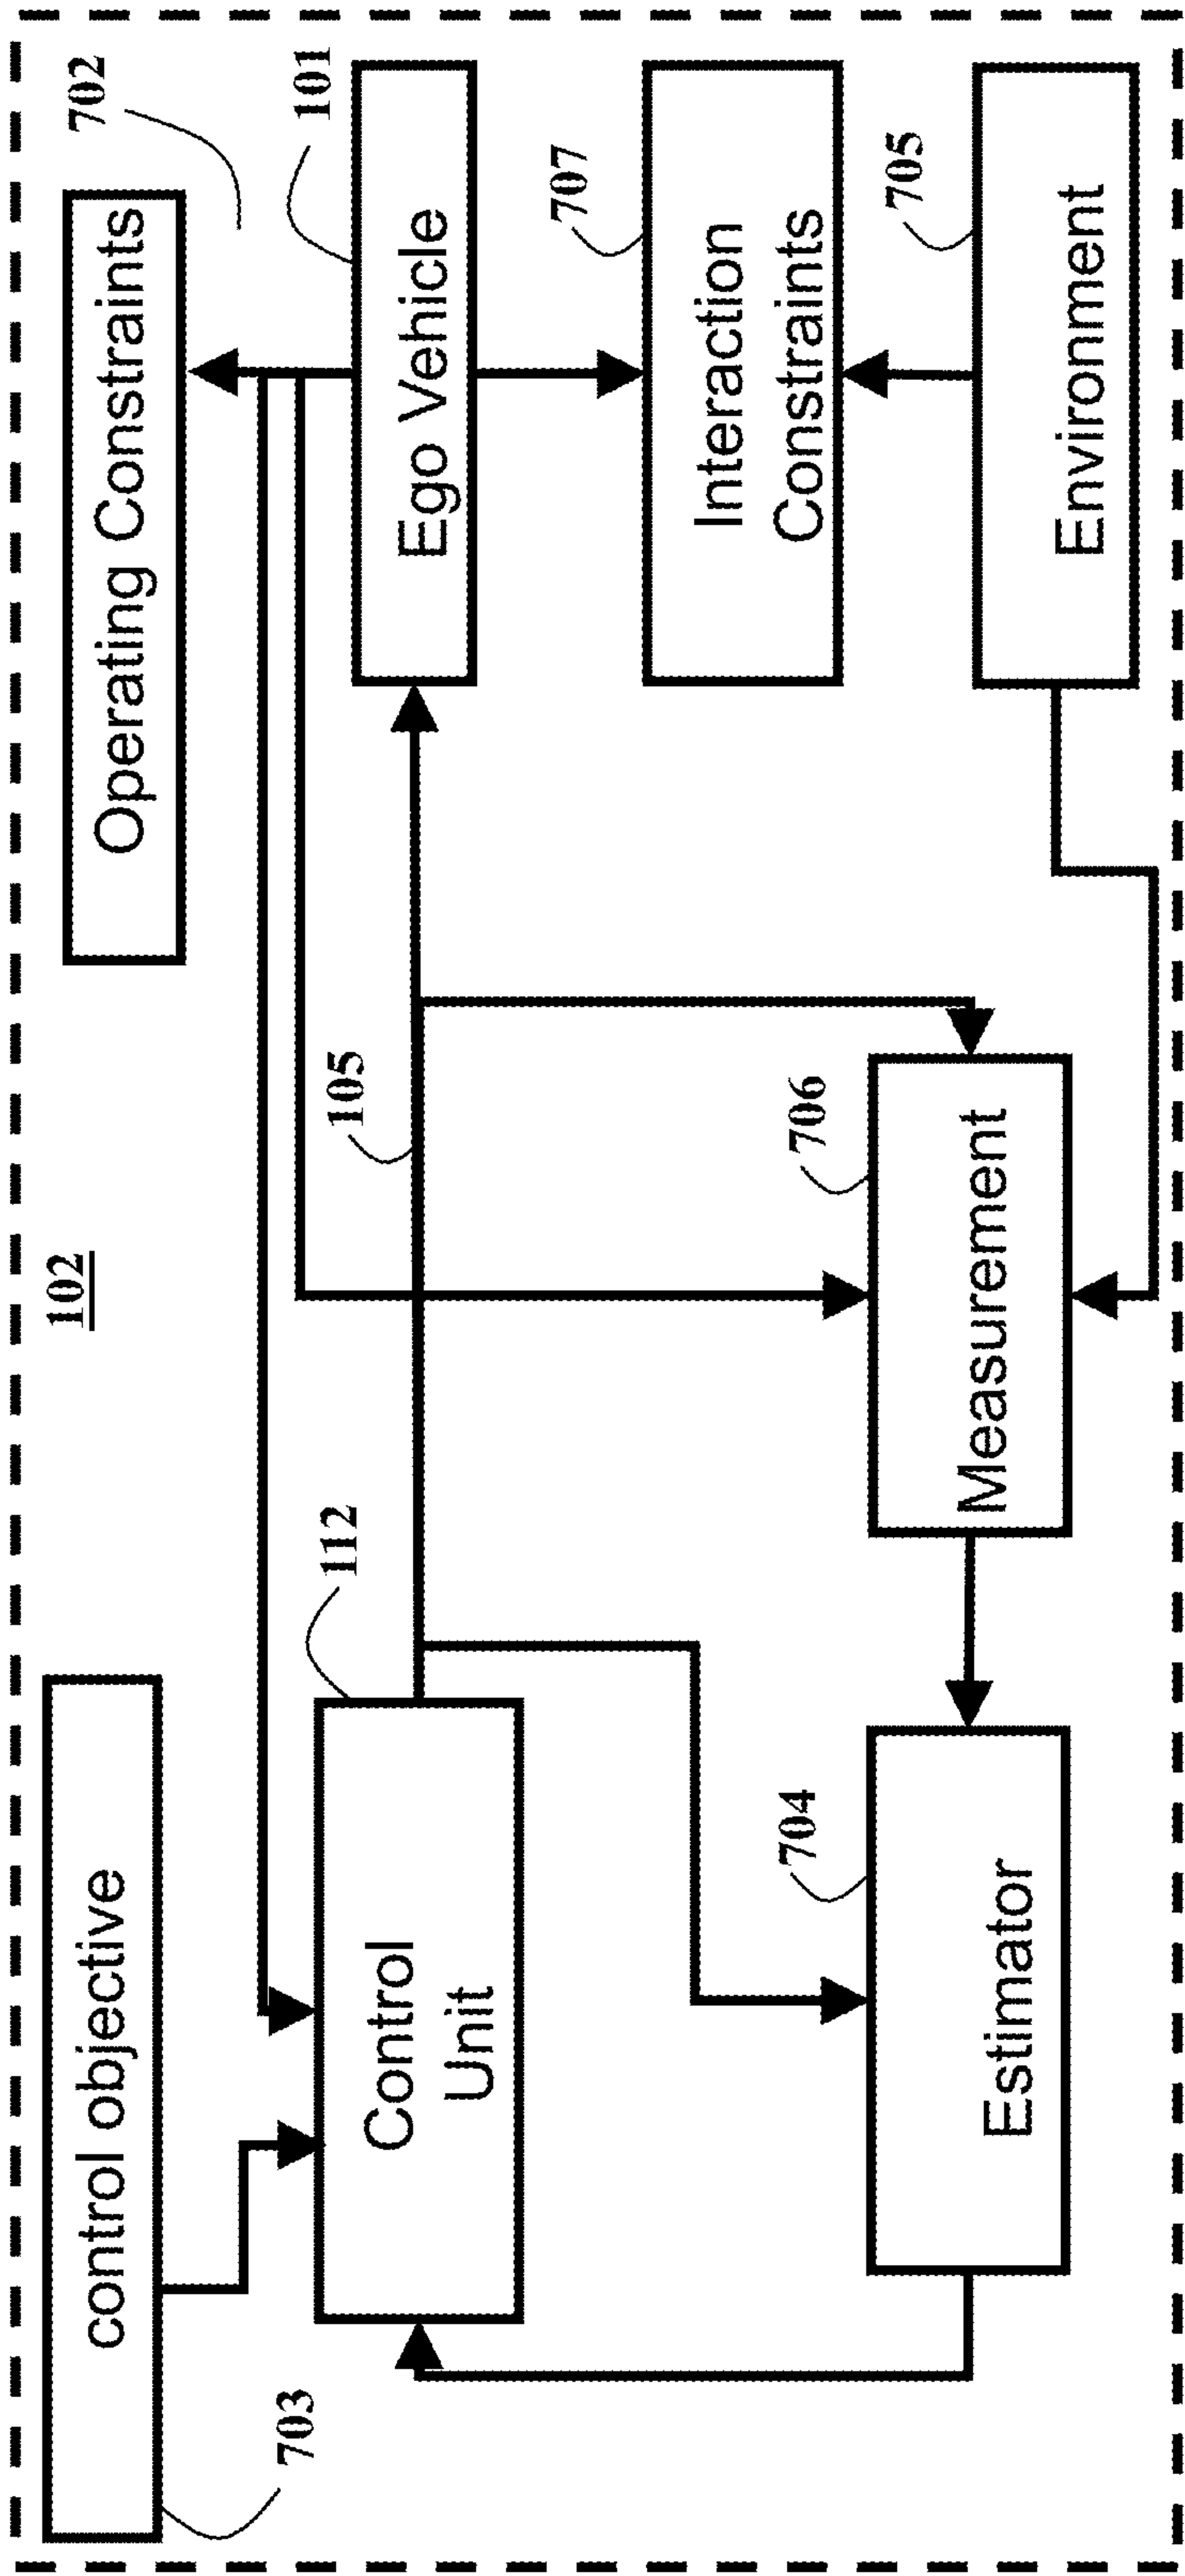 102
control objective
703
Operating Constraints
702
Control
Unit
112
105
Ego Vehicle
101
Interaction
Constraints
707
Estimator
704
Measurement
706
Environment
705